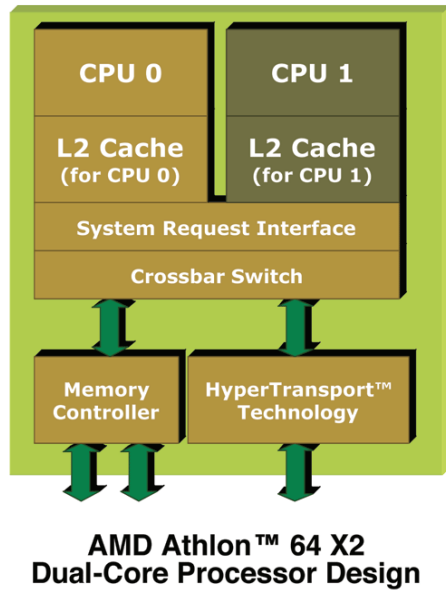 CPU 0
CPU 1
L2 Cache
(for CPU 0)
L2 Cache
(for CPU 1)
System Request Interface
Crossbar Switch
Memory
Controller
HyperTransport™
Technology
AMD Athlon™ 64 X2
Dual-Core Processor Design